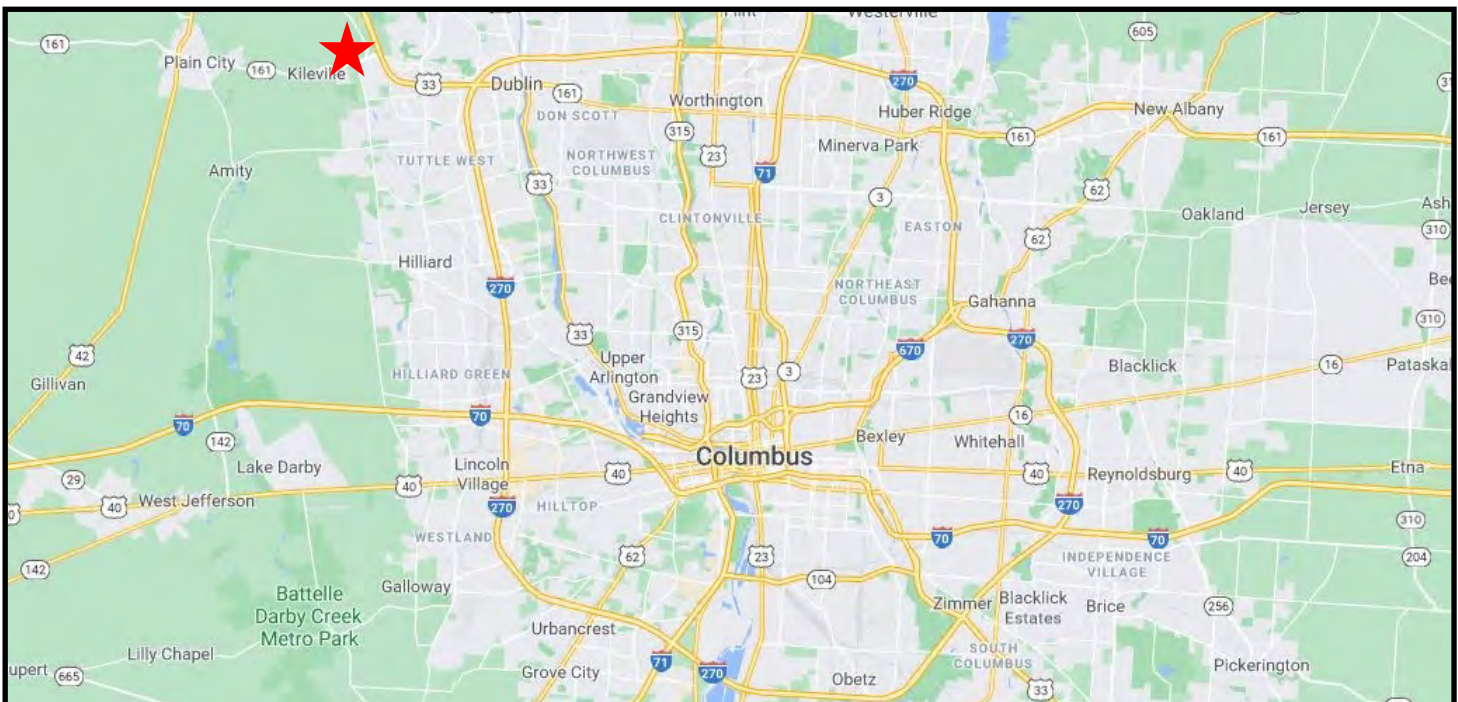 Westerville
161
605
Plain City
161
Kileville
33
Dublin
161
270
Worthington
Huber Ridge
New Albany
DON SCOTT
315
161
161
Minerva Park
TUTTLE WEST
NORTHWEST
COLUMBUS
23
71
Amity
33
62
3
Oakland
Jersey
CLINTONVILLE
EASTON
310
62
Hilliard
270
NORTHEAST
COLUMBUS
Gahanna
310
33
315
270
670
42
Upper
Arlington
Blacklick
16
Pataskal
Gillivan
HILLIARD GREEN
23
3
Grandview
Heights
70
70
16
142
Bexley
Whitehall
Columbus
Lake Darby
Lincoln
Village
29
40
40
40
Reynoldsburg
40
Etna
40
West Jefferson
270
HILLTOP
270
310
WESTLAND
70
70
INDEPENDENCE
VILLAGE
204
142
62
23
104
Battelle
Darby Creek
Metro Park
Galloway
Zimmer
Blacklick
Estates
Brice
256
Urbancrest
Lilly Chapel
SOUTH
COLUMBUS
upert
665
Grove City
71
270
Obetz
Pickerington
33